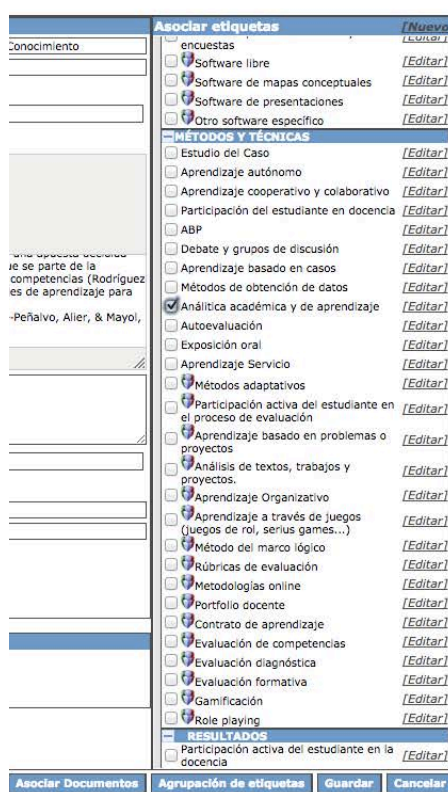 Conocimiento
una apuesta decidida
ue se parte de la
competencias (Rodríguez
es de aprendizaje para
-Peñalvo, Alier, & Mayol,
Asociar etiquetas [Nuevo
encuestas [Editar]
Software libre [Editar]
Software de mapas conceptuales [Editar]
Software de presentaciones [Editar]
Otro software específico [Editar]
MÉTODOS Y TÉCNICAS
Estudio del Caso [Editar]
Aprendizaje autónomo [Editar]
Aprendizaje cooperativo y colaborativo [Editar]
Participación del estudiante en docencia [Editar]
ABP [Editar]
Debate y grupos de discusión [Editar]
Aprendizaje basado en casos [Editar]
Métodos de obtención de datos [Editar]
Análitica académica y de aprendizaje [Editar]
Autoevaluación [Editar]
Exposición oral [Editar]
Aprendizaje Servicio [Editar]
Métodos adaptativos [Editar]
Participación activa del estudiante en [Editar]
el proceso de evaluación
Aprendizaje basado en problemas o [Editar]
proyectos
Análisis de textos, trabajos y [Editar]
proyectos.
Aprendizaje Organizativo [Editar]
Aprendizaje a través de juegos [Editar]
(juegos de rol, serius games...)
Método del marco lógico [Editar]
Rúbricas de evaluación [Editar]
Metodologías online [Editar]
Portfolio docente [Editar]
Contrato de aprendizaje [Editar]
Evaluación de competencias [Editar]
Evaluación diagnóstica [Editar]
Evaluación formativa [Editar]
Gamificación [Editar]
Role playing [Editar]
RESULTADOS
Participación activa del estudiante en la [Editar]
docencia
Asociar Documentos Agrupación de etiquetas Guardar Cancelar